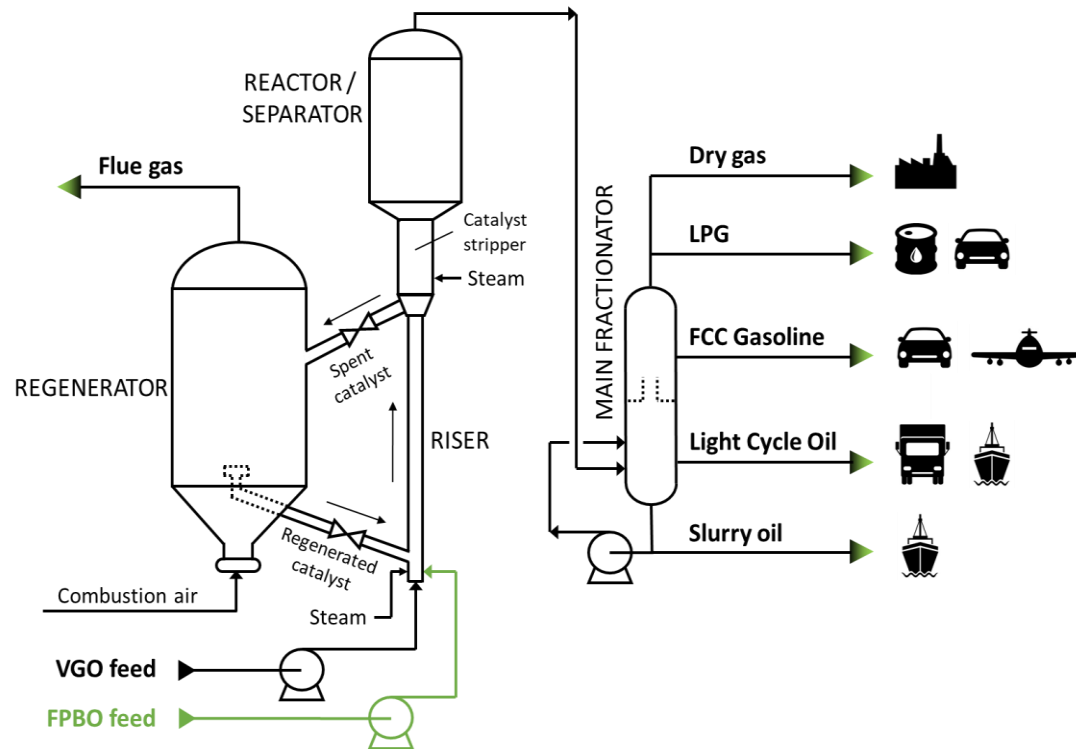 REACTOR /
SEPARATOR
Flue gas
Dry gas
LPG
Catalyst
stripper
Steam
MAIN FRACTIONATOR
FCC Gasoline
REGENERATOR
Spent
catalyst
RISER
Light Cycle Oil
Regenerated
catalyst
Slurry oil
Combustion air
Steam
VGO feed
FPBO feed